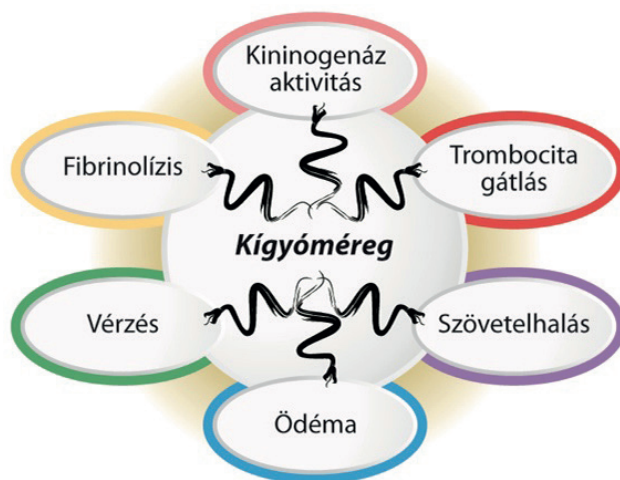 Kininogenáz
aktivitás
Fibrinolízis
Trombocita
gátlás
Kígyóméreg
Vérzés
Szövetelhalás
Ödéma